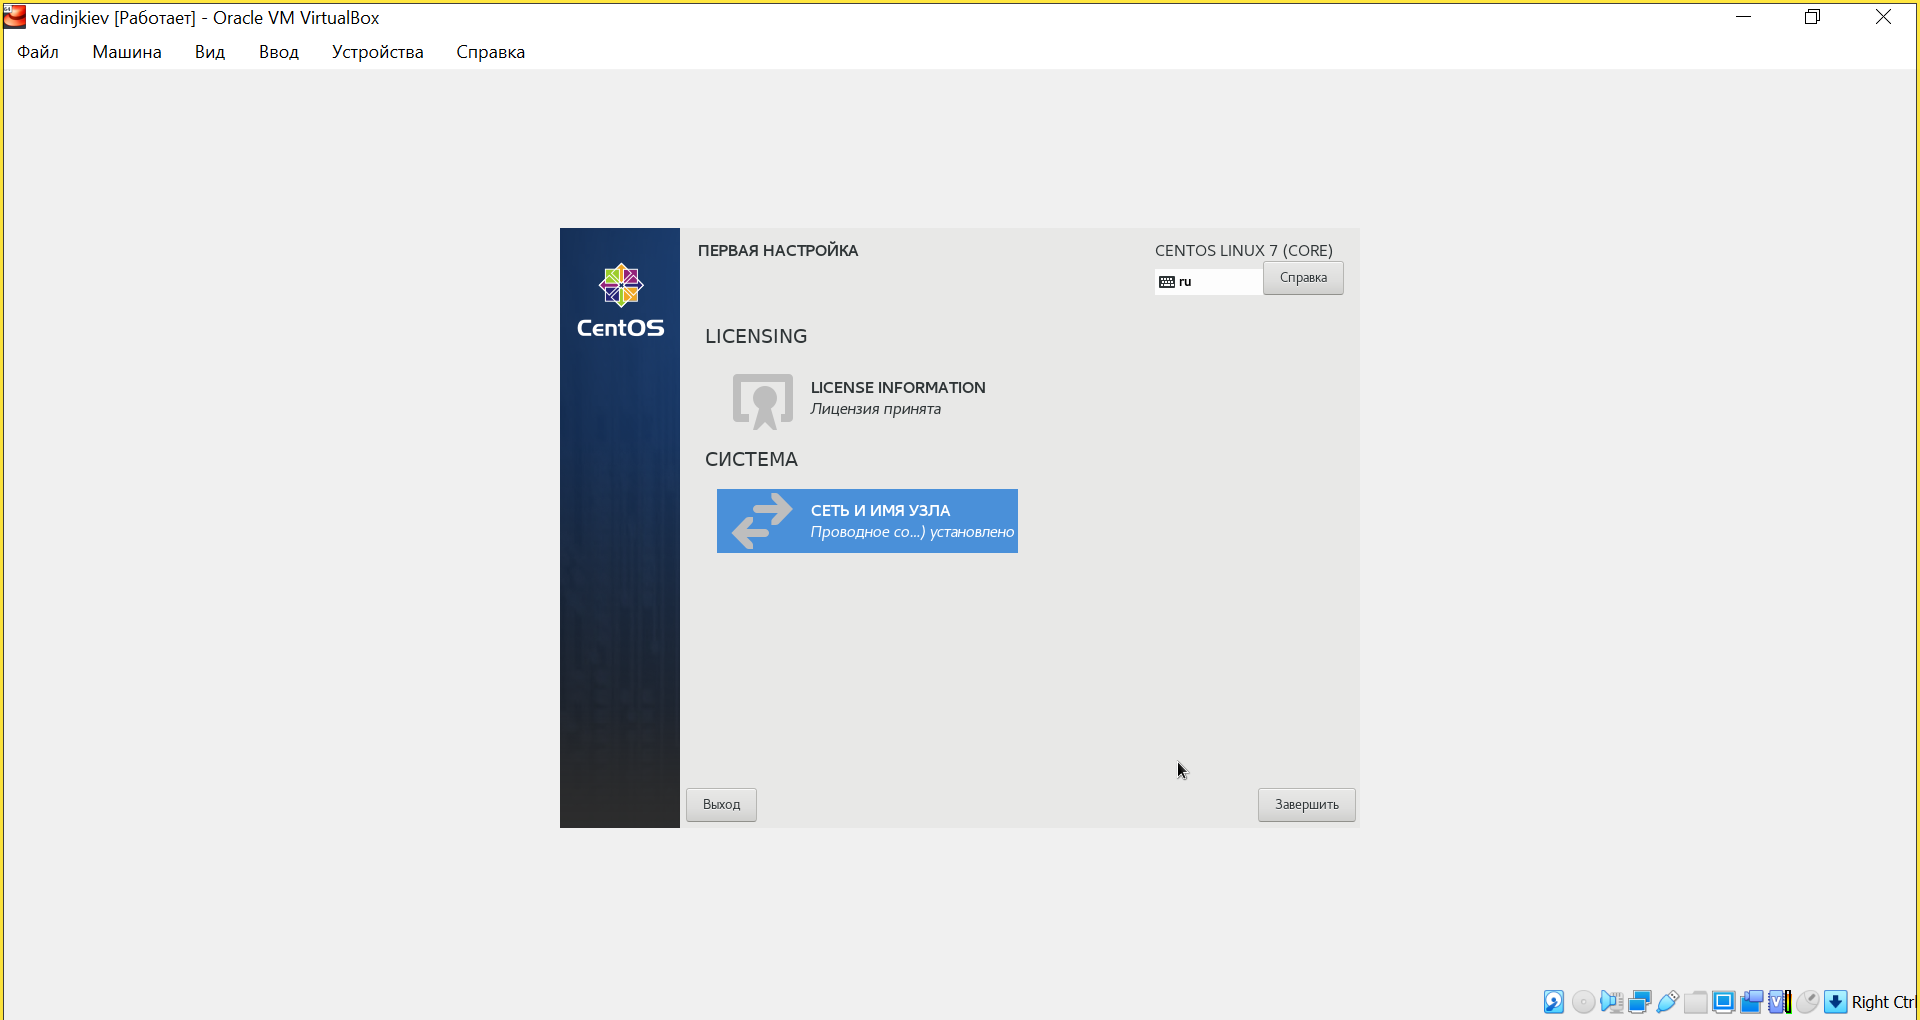 vadinjkiev [Работает] - Oracle VM VirtualBox
Файл Машина Вид Ввод Устройства Справка
ПЕРВАЯ НАСТРОЙКА
CENTOS LINUX 7 (CORE)
ru
Справка
CentOS
LICENSING
LICENSE INFORMATION
Лицензия принята
СИСТЕМА
СЕТЬ И ИМЯ УЗЛА
Проводное со...) установлено
Выход
Завершить
Right Ctrl